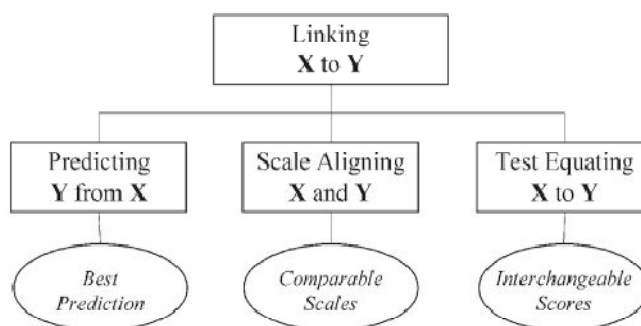 Linking
X to Y
Predicting
Y from X
Scale Aligning
X and Y
Test Equating
X to Y
Best
Prediction
Comparable
Scales
Interchangeable
Scores